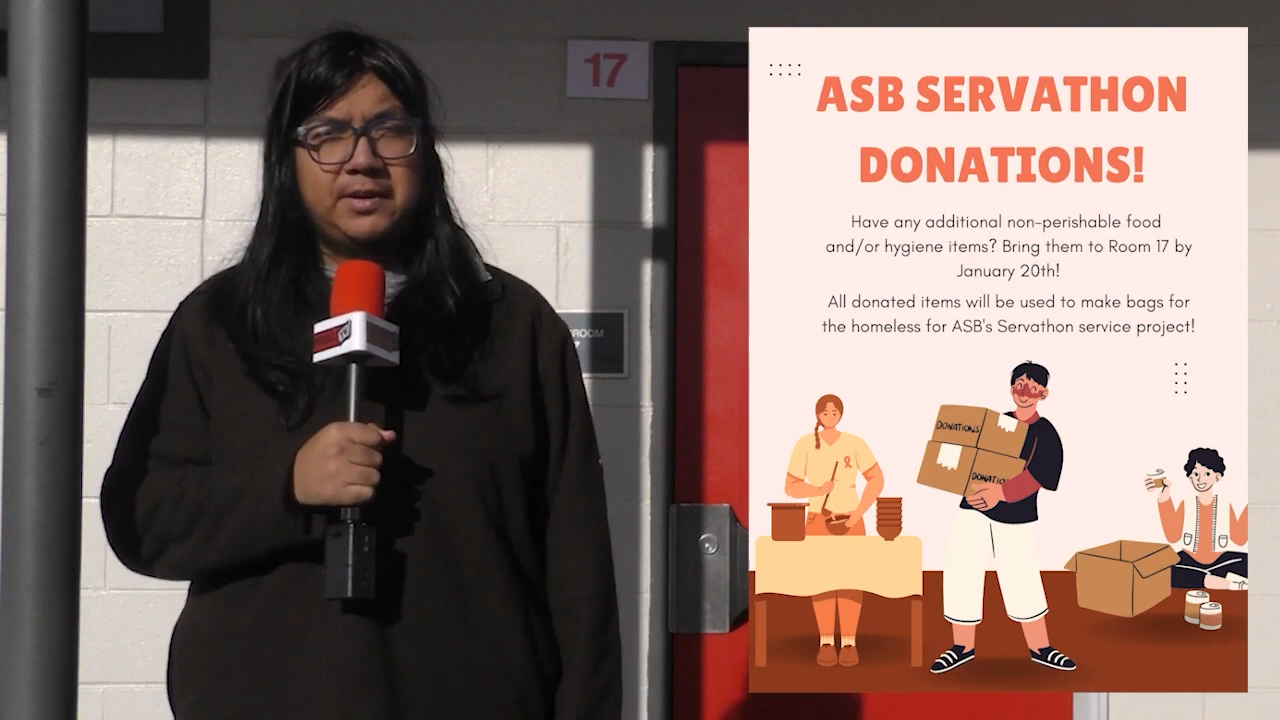 17
ASB SERVATHON
DONATIONS!
Have any additional non-perishable food
and/or hygiene items? Bring them to Room 17 by
January 20th!
All donated items will be used to make bags for
the homeless for ASB's Servathon service project!
DONATIONS